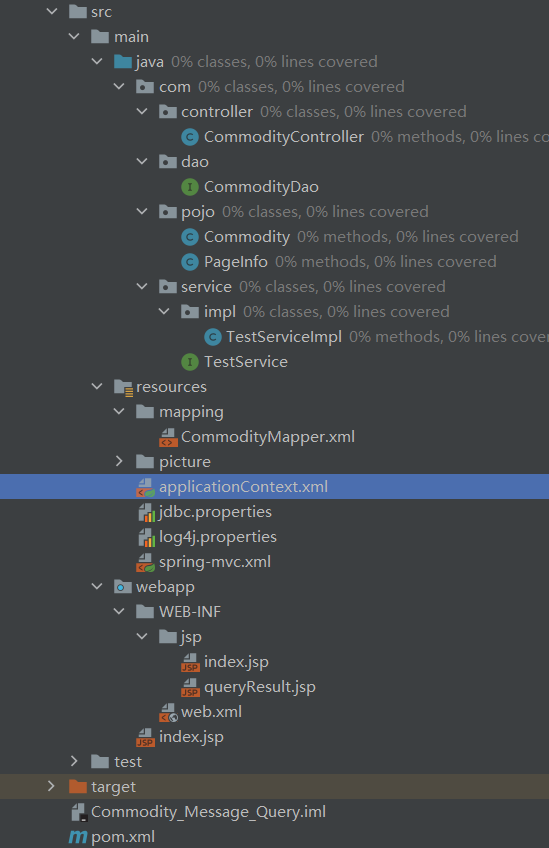 src
main
java 0% classes, 0% lines covered
com 0% classes, 0% lines covered
controller 0% classes, 0% lines covered
CommodityController 0% methods, 0% lines co
dao
CommodityDao
pojo 0% classes, 0% lines covered
Commodity 0% methods, 0% lines covered
PageInfo 0% methods, 0% lines covered
service 0% classes, 0% lines covered
impl 0% classes, 0% lines covered
TestServiceImpl 0% methods, 0% lines cover
TestService
resources
mapping
CommodityMapper.xml
picture
applicationContext.xml
jdbc.properties
log4j.properties
spring-mvc.xml
webapp
WEB-INF
jsp
index.jsp
queryResult.jsp
web.xml
index.jsp
test
target
Commodity_Message_Query.iml
pom.xml